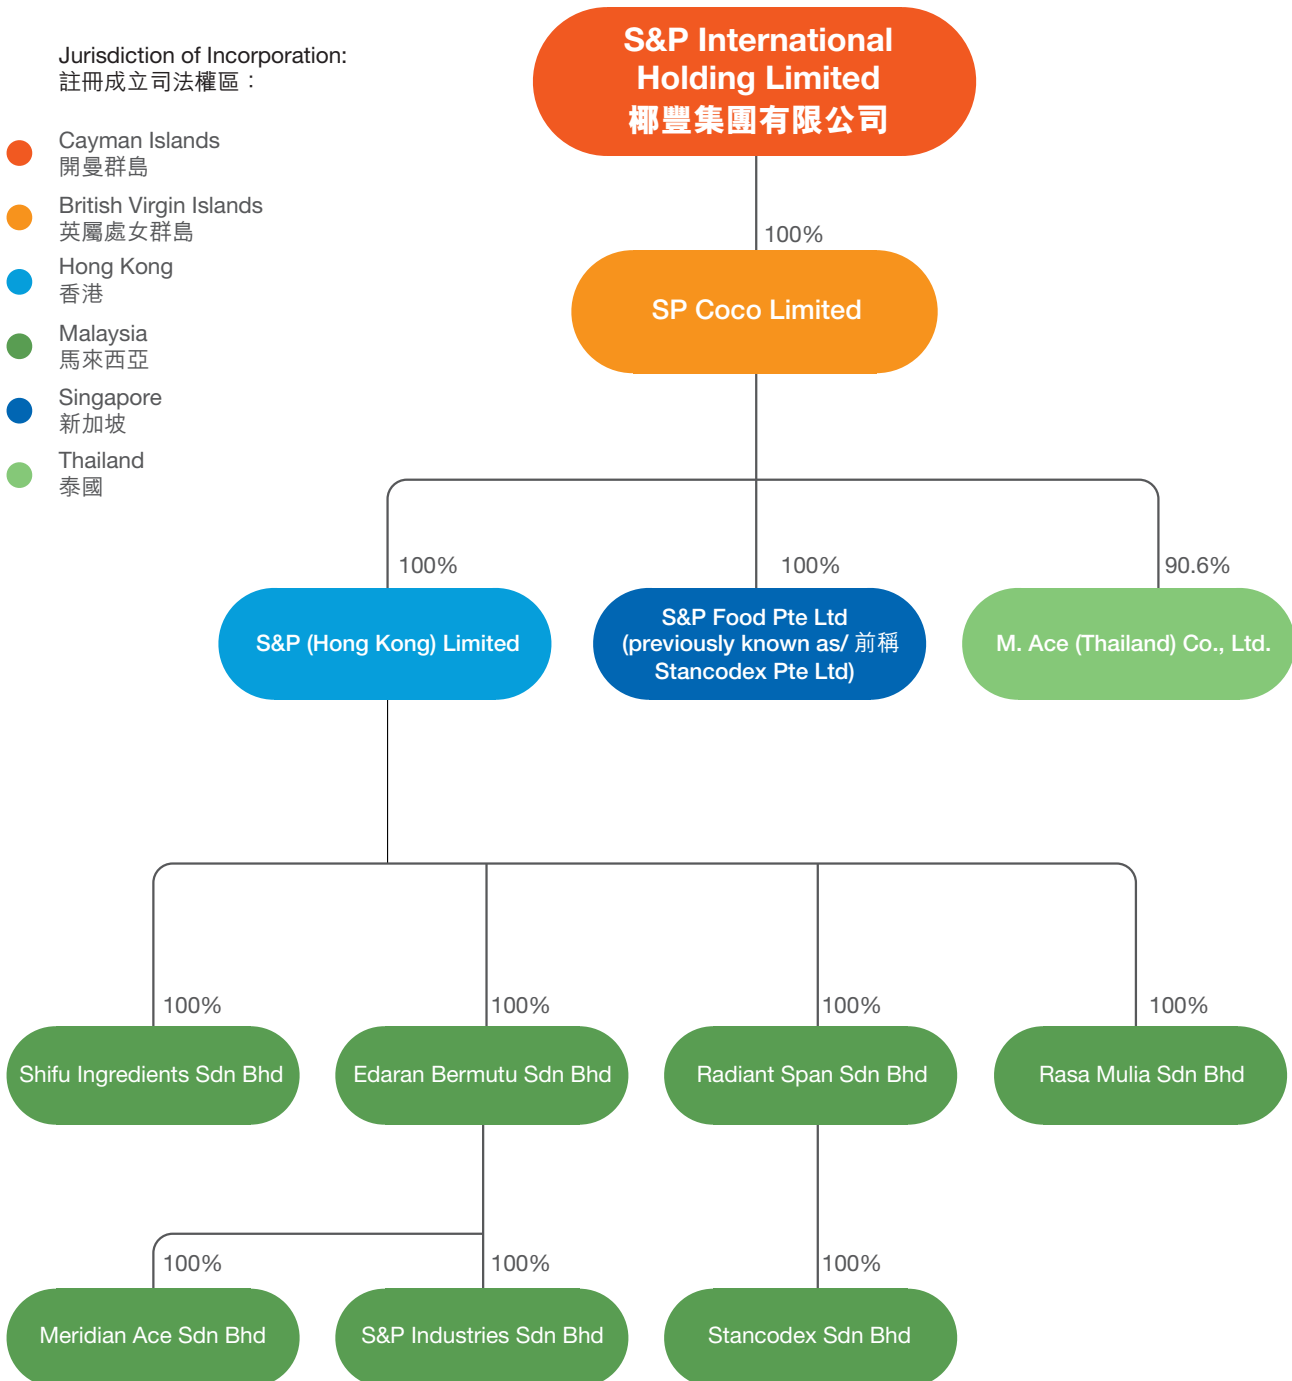 Jurisdiction of Incorporation:
註冊成立司法權區：
Cayman Islands
開曼群島
British Virgin Islands
英屬處女群島
Hong Kong
香港
Malaysia
馬來西亞
Singapore
新加坡
Thailand
泰國
S&P International
Holding Limited
椰豐集團有限公司
100%
SP Coco Limited
100%
100%
90.6%
S&P (Hong Kong) Limited
S&P Food Pte Ltd
(previously known as/ 前稱
Stancodex Pte Ltd)
M. Ace (Thailand) Co., Ltd.
100%
100%
100%
100%
Shifu Ingredients Sdn Bhd
Edaran Bermutu Sdn Bhd
Radiant Span Sdn Bhd
Rasa Mulia Sdn Bhd
100%
100%
100%
Meridian Ace Sdn Bhd
S&P Industries Sdn Bhd
Stancodex Sdn Bhd